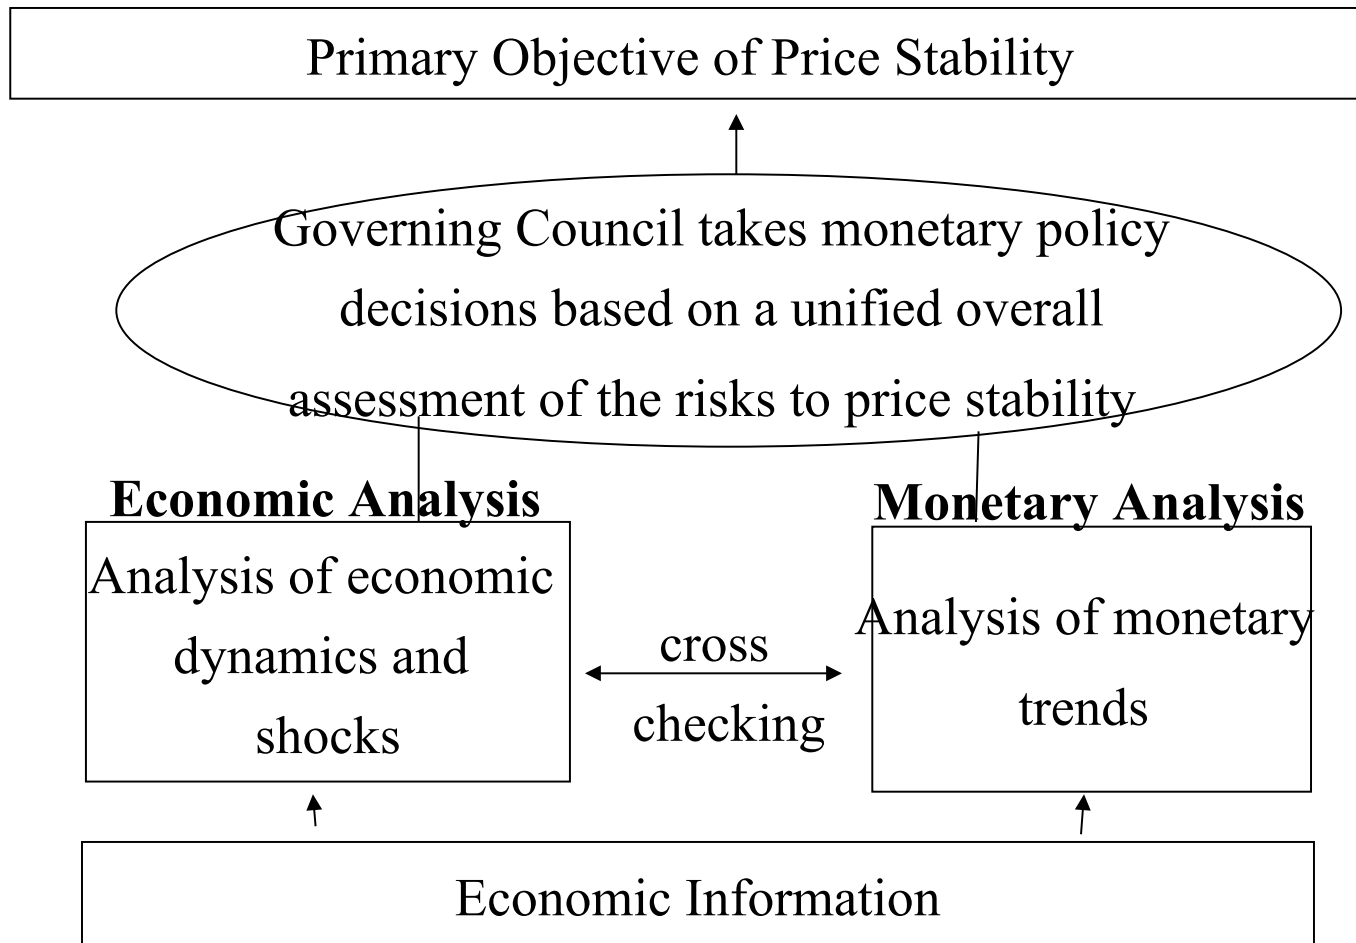 Primary Objective of Price Stability
Governing Council takes monetary policy
decisions based on a unified overall
assessment of the risks to price stability
Economic Analysis
Analysis of economic
dynamics and
shocks
cross
checking
Monetary Analysis
Analysis of monetary
trends
Economic Information